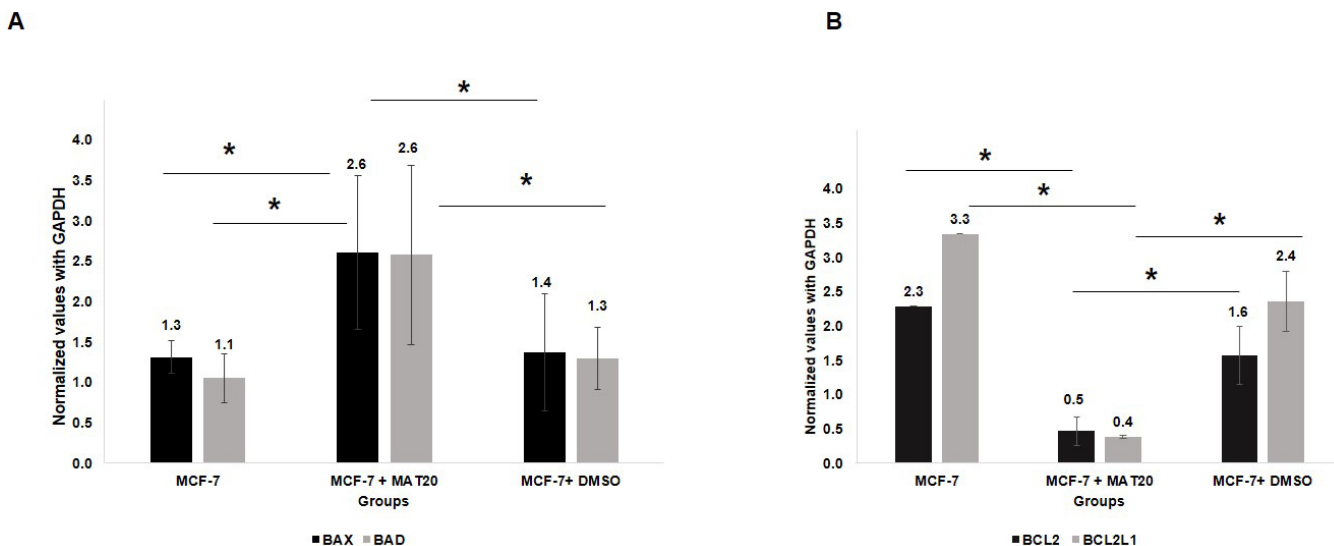 A
Normalized values with GAPDH
4.0
3.5
3.0
2.5
2.0
1.5
1.0
0.5
0.0
*
*
*
*
1.3
1.1
2.6
2.6
1.4
1.3
MCF-7
MCF-7 + MAT20
MCF-7+ DMSO
Groups
BAX
BAD
B
Normalized values with GAPDH
4.0
3.5
3.0
2.5
2.0
1.5
1.0
0.5
0.0
*
*
*
*
2.3
3.3
0.5
0.4
1.6
2.4
MCF-7
MCF-7 + MAT20
MCF-7+ DMSO
Groups
BCL2
BCL2L1